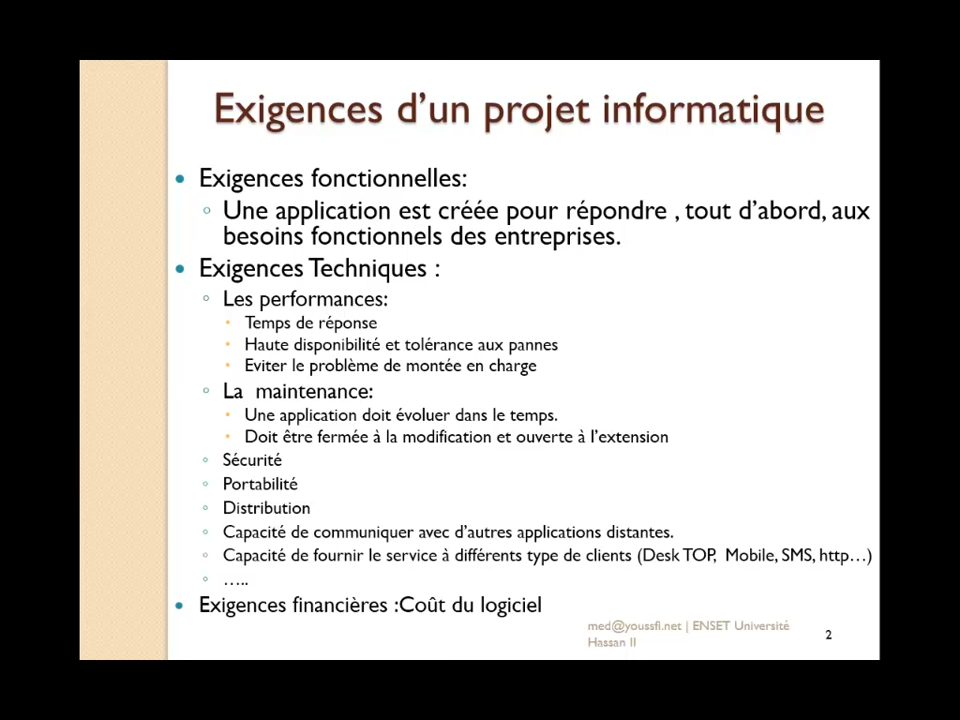 Exigences d’un projet informatique
Exigences fonctionnelles:
Une application est créée pour répondre , tout d’abord, aux
besoins fonctionnels des entreprises.
Exigences Techniques :
Les performances:
Temps de réponse
Haute disponibilité et tolérance aux pannes
Eviter le problème de montée en charge
La maintenance:
Une application doit évoluer dans le temps.
Doit être fermée à la modification et ouverte à l’extension
Sécurité
Portabilité
Distribution
Capacité de communiquer avec d’autres applications distantes.
Capacité de fournir le service à différents type de clients (Desk TOP, Mobile, SMS, http…)
…..
Exigences financières :Coût du logiciel
med@youssfi.net | ENSET Université
Hassan II
2